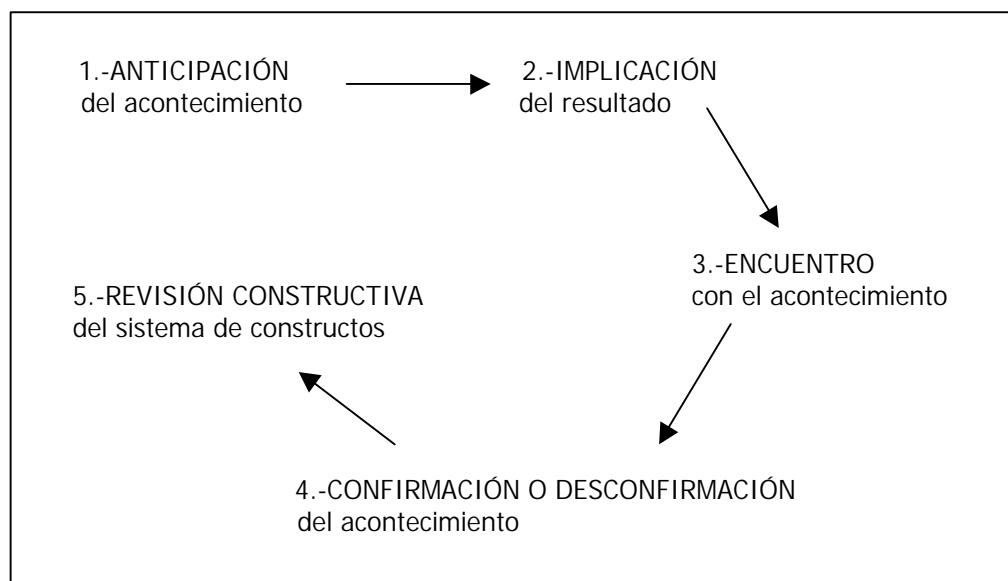 1.-ANTICIPACIÓN
del acontecimiento
2.-IMPLICACIÓN
del resultado
3.-ENCUENTRO
con el acontecimiento
4.-CONFIRMACIÓN O DESCONFIRMACIÓN
del acontecimiento
5.-REVISIÓN CONSTRUCTIVA
del sistema de constructos